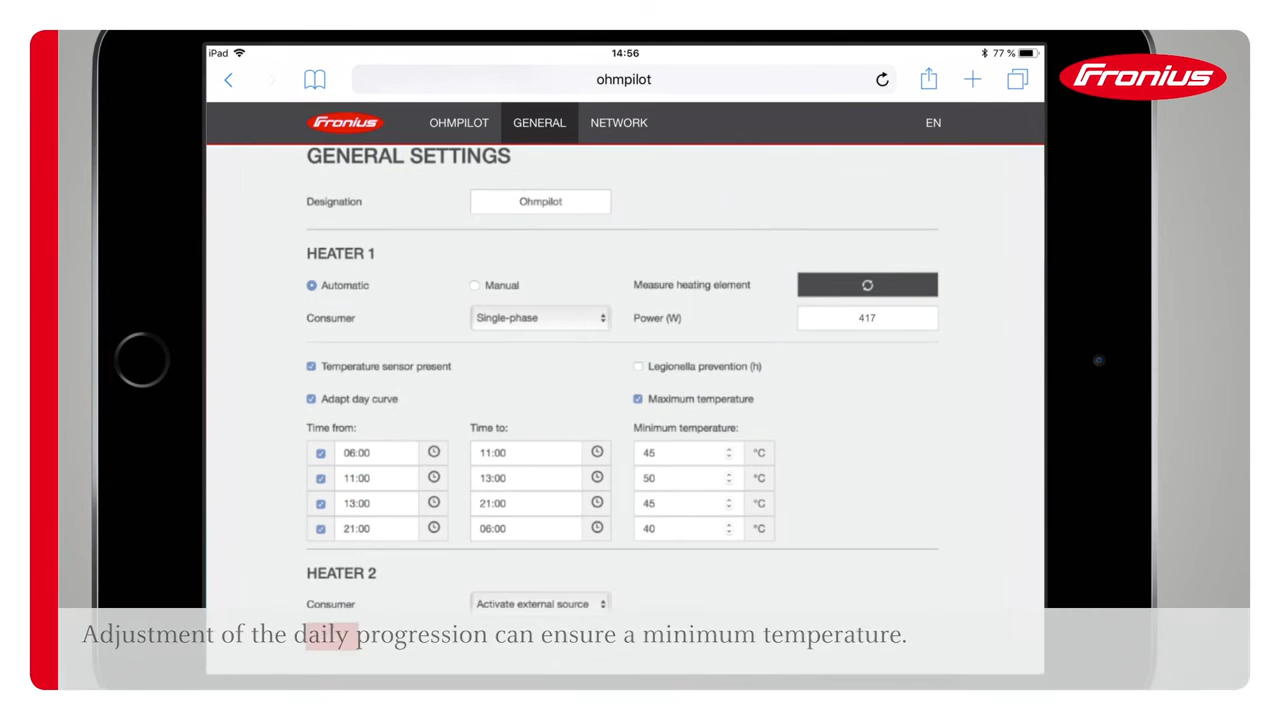 iPad 14:56 77 %
ohmpilot
Fronius
Fronius OHMPILOT GENERAL NETWORK EN
GENERAL SETTINGS
Designation Ohmpilot
HEATER 1
Automatic Manual Measure heating element
Consumer Single-phase Power (W) 417
Temperature sensor present Legionella prevention (h)
Adapt day curve Maximum temperature
Time from: Time to: Minimum temperature:
06:00 11:00 45 °C
11:00 13:00 50 °C
13:00 21:00 45 °C
21:00 06:00 40 °C
HEATER 2
Consumer Activate external source
Adjustment of the daily progression can ensure a minimum temperature.